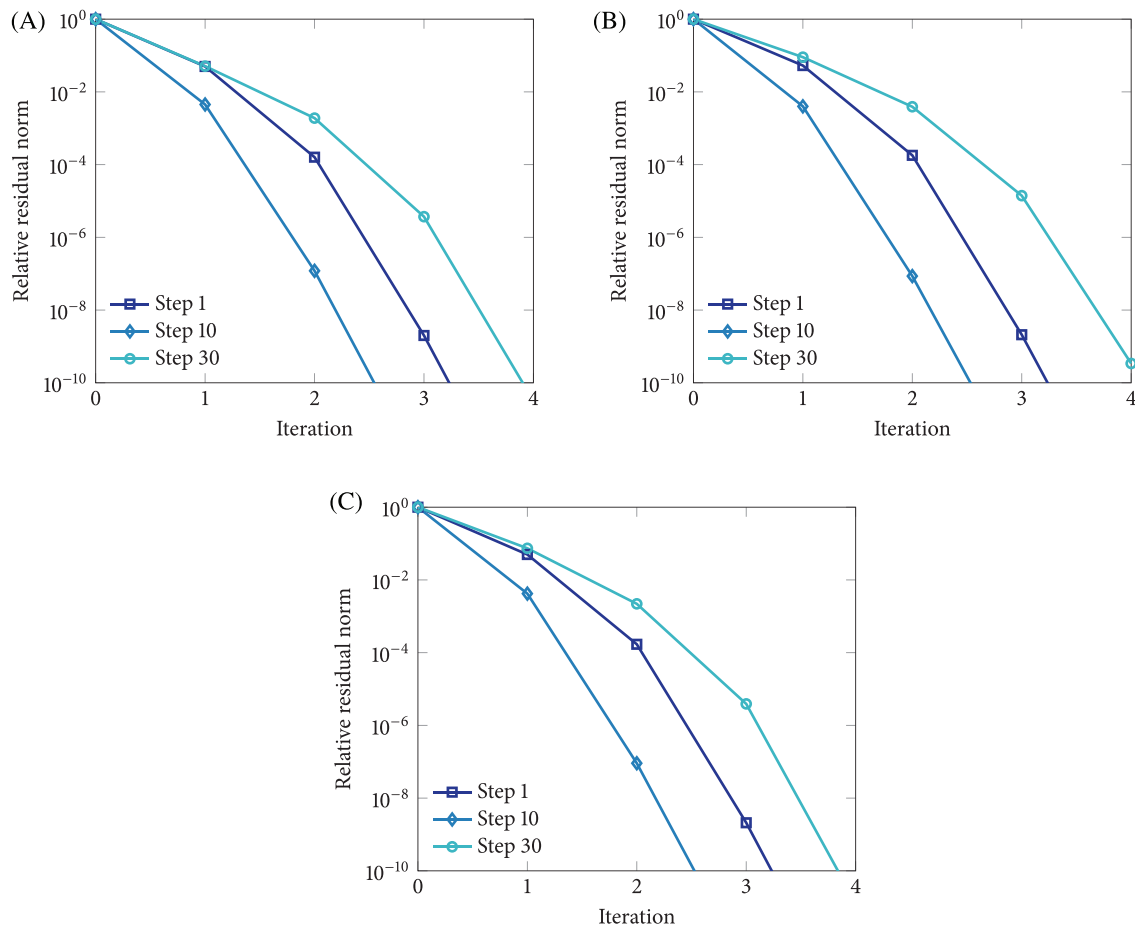 (A)
Relative residual norm
10^0
10^−2
10^−4
10^−6
10^−8
10^−10
Step 1
Step 10
Step 30
0 1 2 3 4
Iteration
(B)
Relative residual norm
10^0
10^−2
10^−4
10^−6
10^−8
10^−10
Step 1
Step 10
Step 30
0 1 2 3 4
Iteration
(C)
Relative residual norm
10^0
10^−2
10^−4
10^−6
10^−8
10^−10
Step 1
Step 10
Step 30
0 1 2 3 4
Iteration